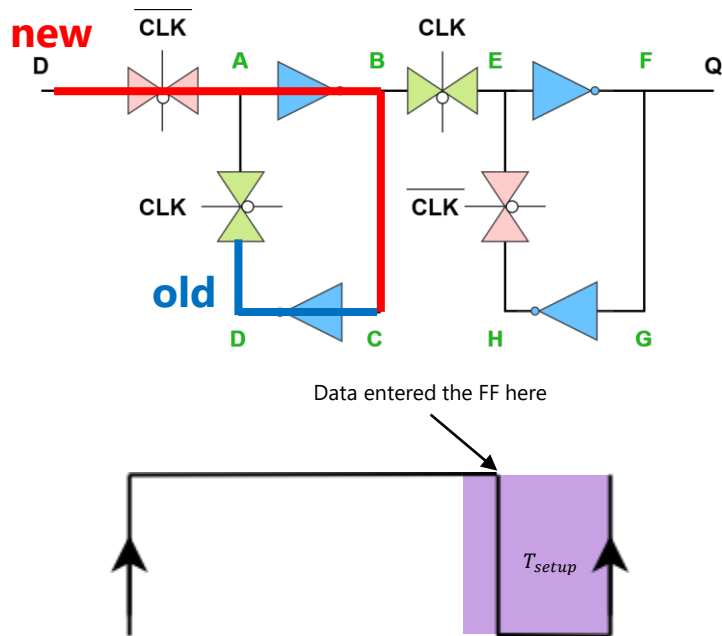 new
CLK
CLK
D
A
B
E
F
Q
CLK
CLK
old
D
C
H
G
Data entered the FF here
T_setup